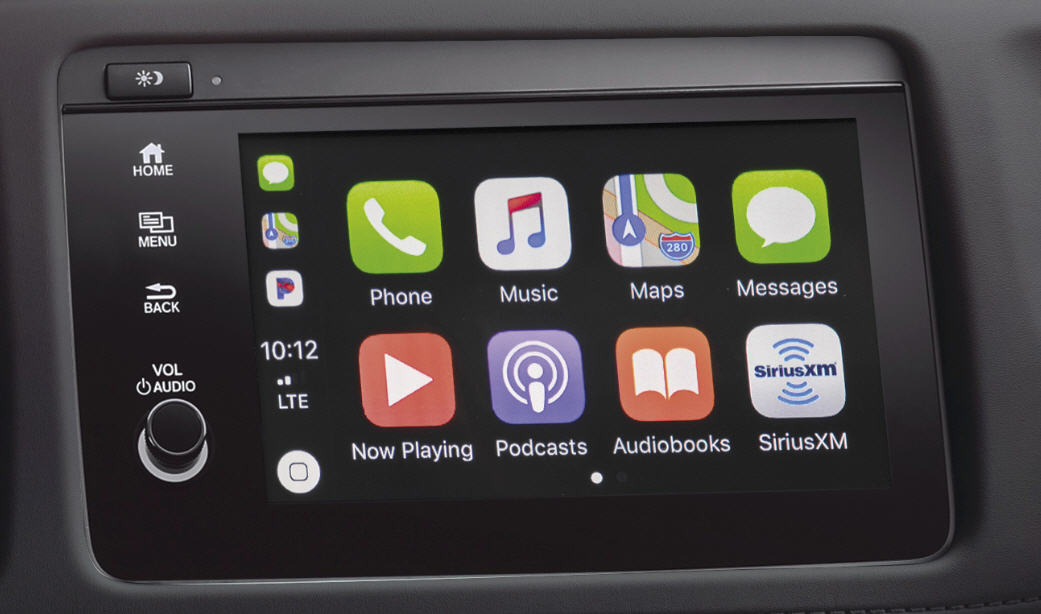 HOME
MENU
BACK
VOL
AUDIO
10:12
LTE
Phone
Music
280
Maps
Messages
Now Playing
Podcasts
Audiobooks
SiriusXM
SiriusXM